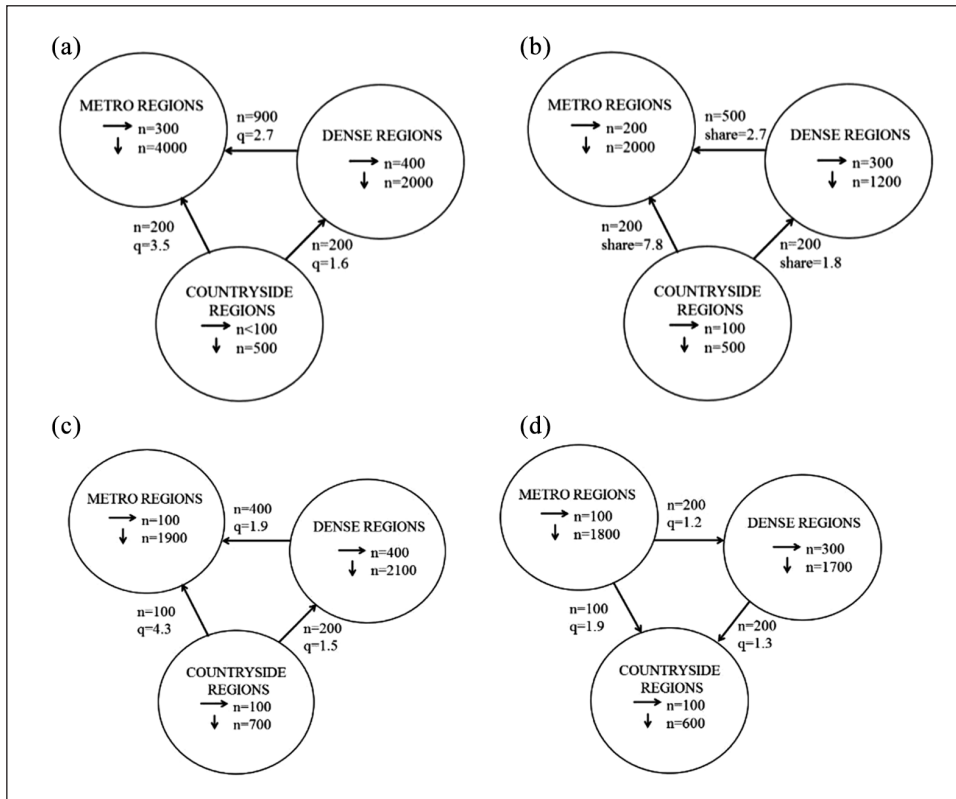 (a)
METRO REGIONS
n=300
n=4000
n=900
q=2.7
DENSE REGIONS
n=400
n=2000
n=200
q=3.5
n=200
q=1.6
COUNTRYSIDE
REGIONS
n<100
n=500
(b)
METRO REGIONS
n=200
n=2000
n=500
share=2.7
DENSE REGIONS
n=300
n=1200
n=200
share=7.8
n=200
share=1.8
COUNTRYSIDE
REGIONS
n=100
n=500
(c)
METRO REGIONS
n=100
n=1900
n=400
q=1.9
DENSE REGIONS
n=400
n=2100
n=100
q=4.3
n=200
q=1.5
COUNTRYSIDE
REGIONS
n=100
n=700
(d)
METRO REGIONS
n=100
n=1800
n=200
q=1.2
DENSE REGIONS
n=300
n=1700
n=100
q=1.9
n=200
q=1.3
COUNTRYSIDE
REGIONS
n=100
n=600